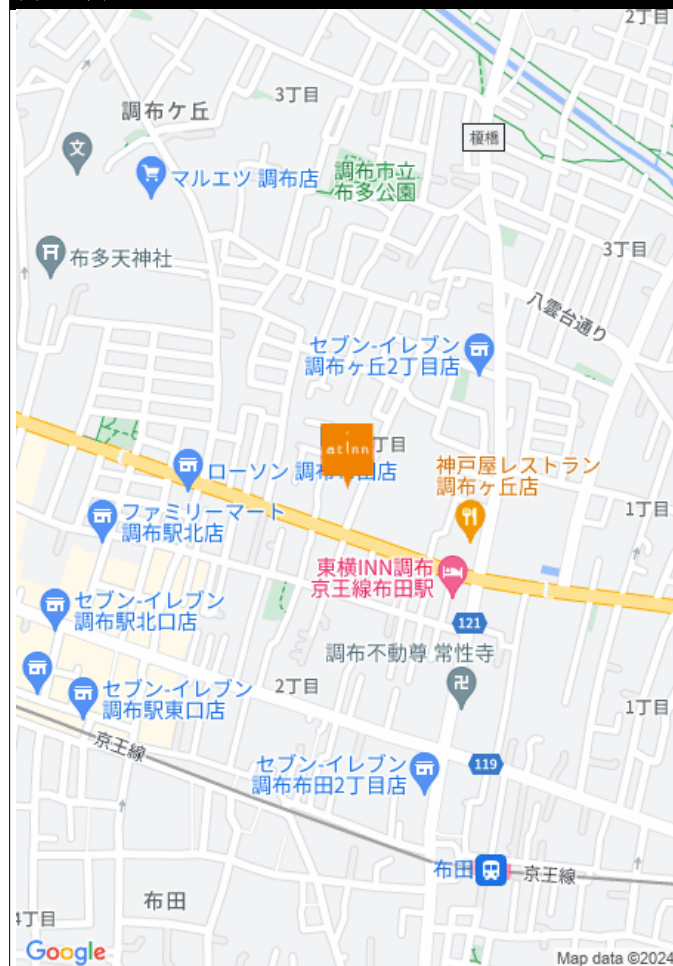 2丁目
3丁目
調布ケ丘
榎橋
文
マルエツ 調布店
調布市立
布多公園
3丁目
布多天神社
八雲台通り
セブン-イレブン
調布ヶ丘2丁目店
atInn
丁目
神戸屋レストラン
調布ヶ丘店
ローソン 調布
田店
1丁目
ファミリーマート
調布駅北店
東横INN調布
京王線布田駅
セブン-イレブン
調布駅北口店
121
調布不動尊 常性寺
卍
2丁目
セブン-イレブン
調布駅東口店
1丁目
京王線
セブン-イレブン
調布布田2丁目店
119
布田
京王線
布田
4丁目
Google
Map data ©2024